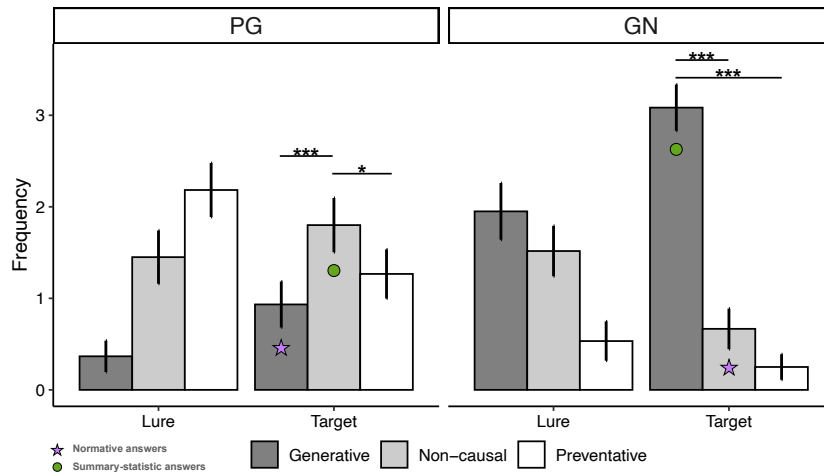 PG
GN
***
***
***
*
3
2
1
0
Frequency
Lure
Target
Lure
Target
Normative answers
Summary-statistic answers
Generative
Non-causal
Preventative